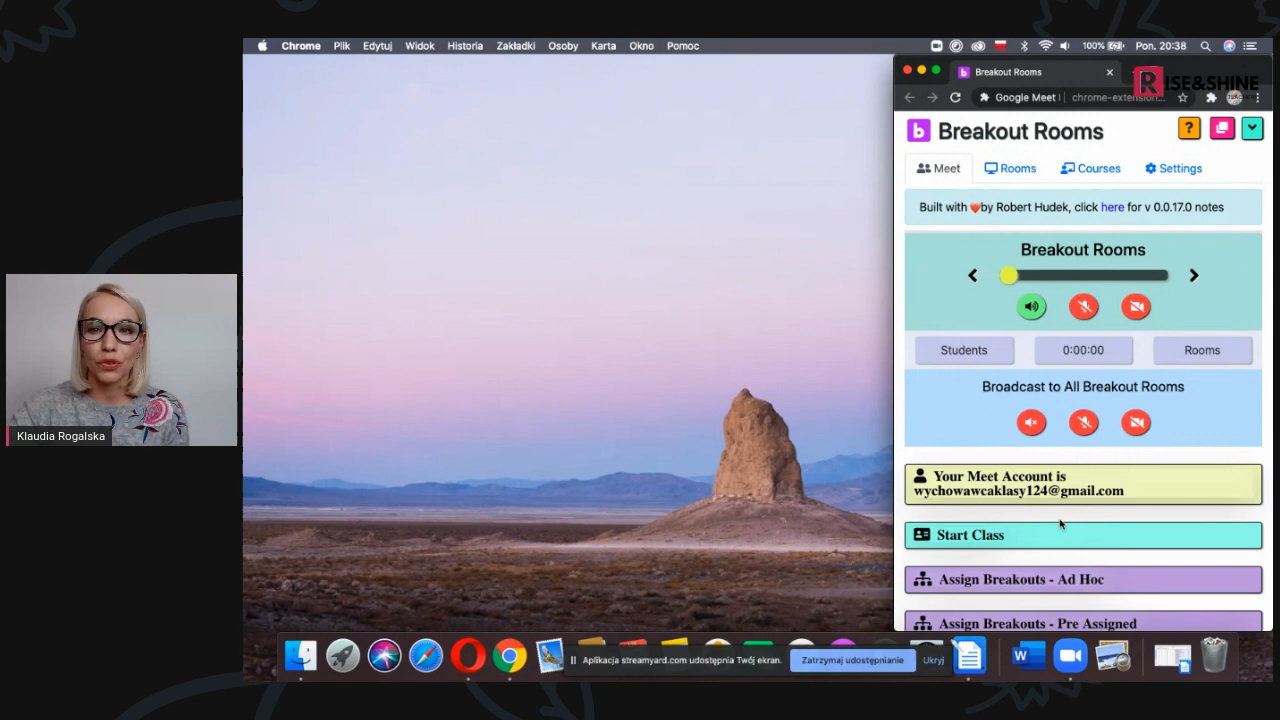 Chrome Plik Edytuj Widok Historia Zakładki Osoby Karta Okno Pomoc
100% Pon. 20:38
Breakout Rooms
RISE&SHINE
Google Meet chrome-extension...
b Breakout Rooms ?
Meet Rooms Courses Settings
Built with by Robert Hudek, click here for v 0.0.17.0 notes
Breakout Rooms
Students 0:00:00 Rooms
Broadcast to All Breakout Rooms
Your Meet Account is
wychowawcaklasy124@gmail.com
Start Class
Assign Breakouts - Ad Hoc
Assign Breakouts - Pre Assigned
Klaudia Rogalska
Aplikacja streamyard.com udostępnia Twój ekran. Zatrzymaj udostępnianie Ukryj
W